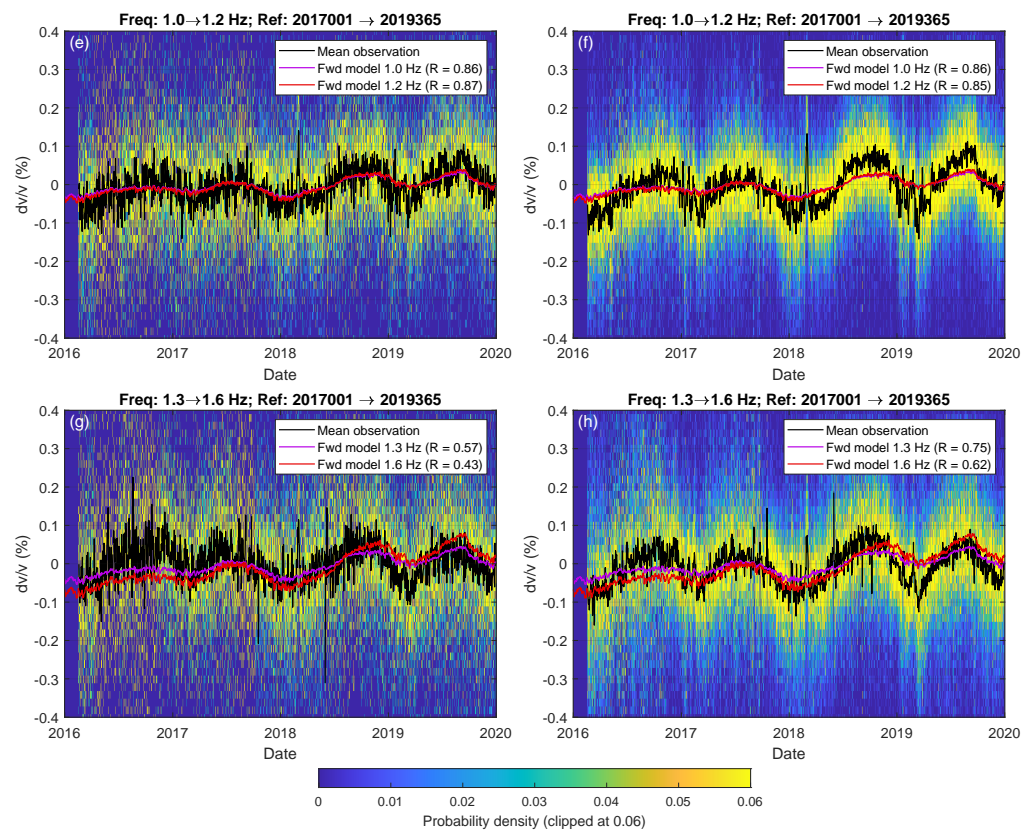 Freq: 1.0→1.2 Hz; Ref: 2017001 → 2019365
(e)
Mean observation
Fwd model 1.0 Hz (R = 0.86)
Fwd model 1.2 Hz (R = 0.87)
0.4
0.3
0.2
0.1
0
-0.1
-0.2
-0.3
-0.4
dv/v (%)
2016 2017 2018 2019 2020
Date
Freq: 1.0→1.2 Hz; Ref: 2017001 → 2019365
(f)
Mean observation
Fwd model 1.0 Hz (R = 0.86)
Fwd model 1.2 Hz (R = 0.85)
0.4
0.3
0.2
0.1
0
-0.1
-0.2
-0.3
-0.4
dv/v (%)
2016 2017 2018 2019 2020
Date
Freq: 1.3→1.6 Hz; Ref: 2017001 → 2019365
(g)
Mean observation
Fwd model 1.3 Hz (R = 0.57)
Fwd model 1.6 Hz (R = 0.43)
0.4
0.3
0.2
0.1
0
-0.1
-0.2
-0.3
-0.4
dv/v (%)
2016 2017 2018 2019 2020
Date
Freq: 1.3→1.6 Hz; Ref: 2017001 → 2019365
(h)
Mean observation
Fwd model 1.3 Hz (R = 0.75)
Fwd model 1.6 Hz (R = 0.62)
0.4
0.3
0.2
0.1
0
-0.1
-0.2
-0.3
-0.4
dv/v (%)
2016 2017 2018 2019 2020
Date
0 0.01 0.02 0.03 0.04 0.05 0.06
Probability density (clipped at 0.06)